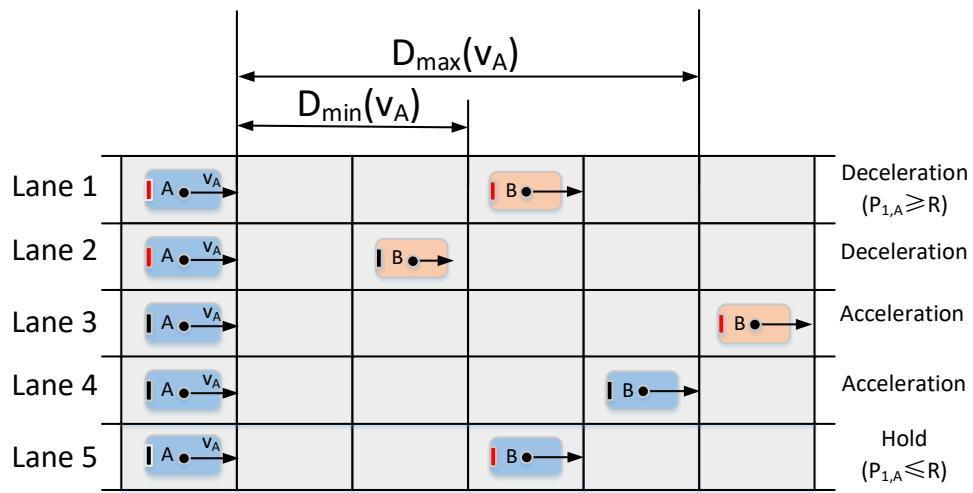 D_max(v_A)
D_min(v_A)
Lane 1 A v_A B Deceleration
(P_1,A≥R)
Lane 2 A v_A B Deceleration
Lane 3 A v_A B Acceleration
Lane 4 A v_A B Acceleration
Lane 5 A v_A B Hold
(P_1,A≤R)